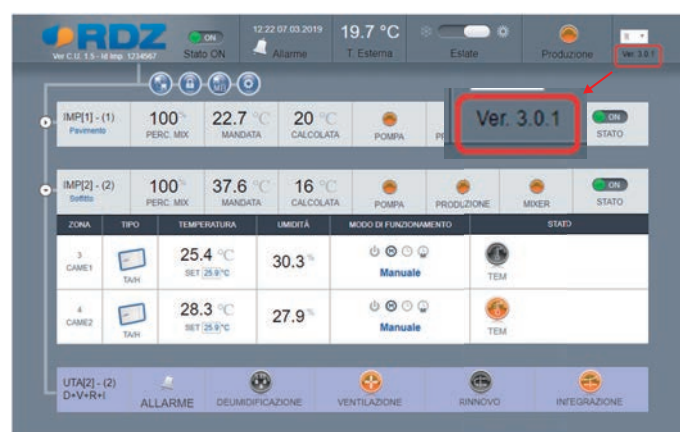 RDZ
Ver C.U. 1.5 - Id Imp. 1234567
ON
Stato ON
12:22 07.03.2019
Allarme
19.7 °C
T. Esterna
Estate
Produzione
It
Ver. 3.0.1
MTI
IMP[1] - (1)
Pavimento
100%
PERC. MIX
22.7 °C
MANDATA
20 °C
CALCOLATA
POMPA
Ver. 3.0.1
ON
STATO
IMP[2] - (2)
Soffitto
100%
PERC. MIX
37.6 °C
MANDATA
16 °C
CALCOLATA
POMPA
PRODUZIONE
MIXER
ON
STATO
ZONA TIPO TEMPERATURA UMIDITÁ MODO DI FUNZIONAMENTO STATO
3
CAME1
TA/H
25.4 °C
SET 25.9 °C
30.3 %
Manuale
TEM
4
CAME2
TA/H
28.3 °C
SET 25.9 °C
27.9 %
Manuale
TEM
UTA[2] - (2)
D+V+R+I
ALLARME
DEUMIDIFICAZIONE
VENTILAZIONE
RINNOVO
INTEGRAZIONE